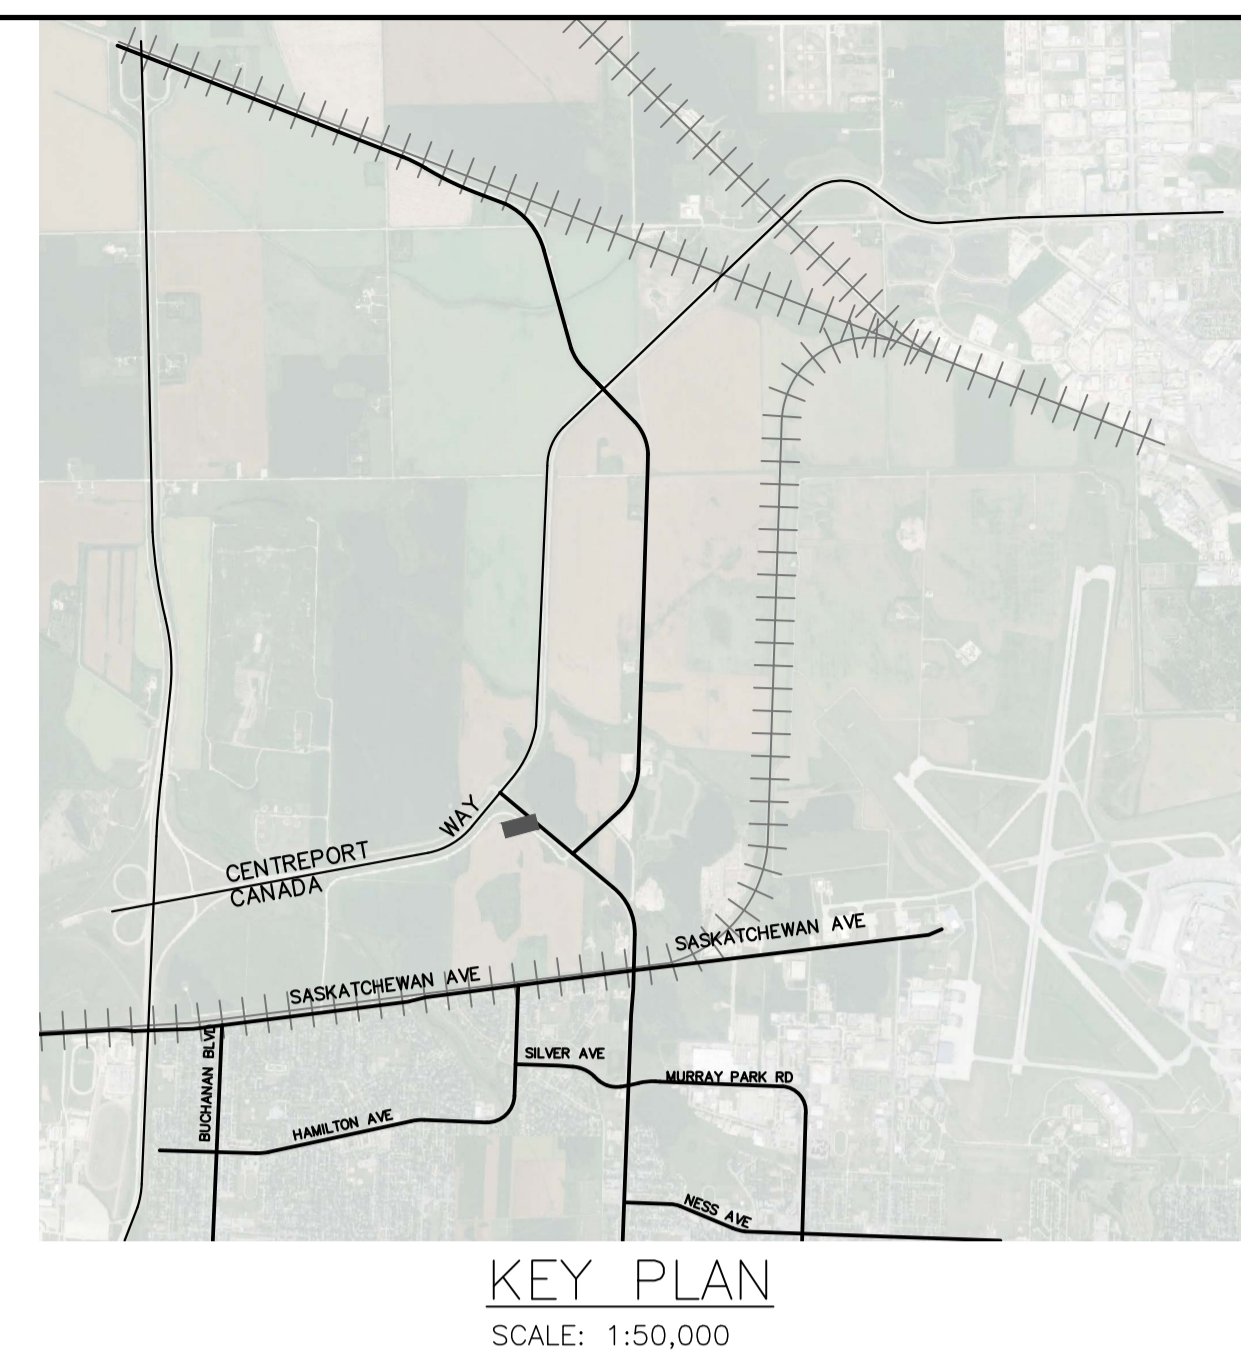 CENTREPORT
CANADA
WAY
SASKATCHEWAN AVE
SASKATCHEWAN AVE
BUCHANAN BLVD
SILVER AVE
MURRAY PARK RD
HAMILTON AVE
NESS AVE
KEY PLAN
SCALE: 1:50,000